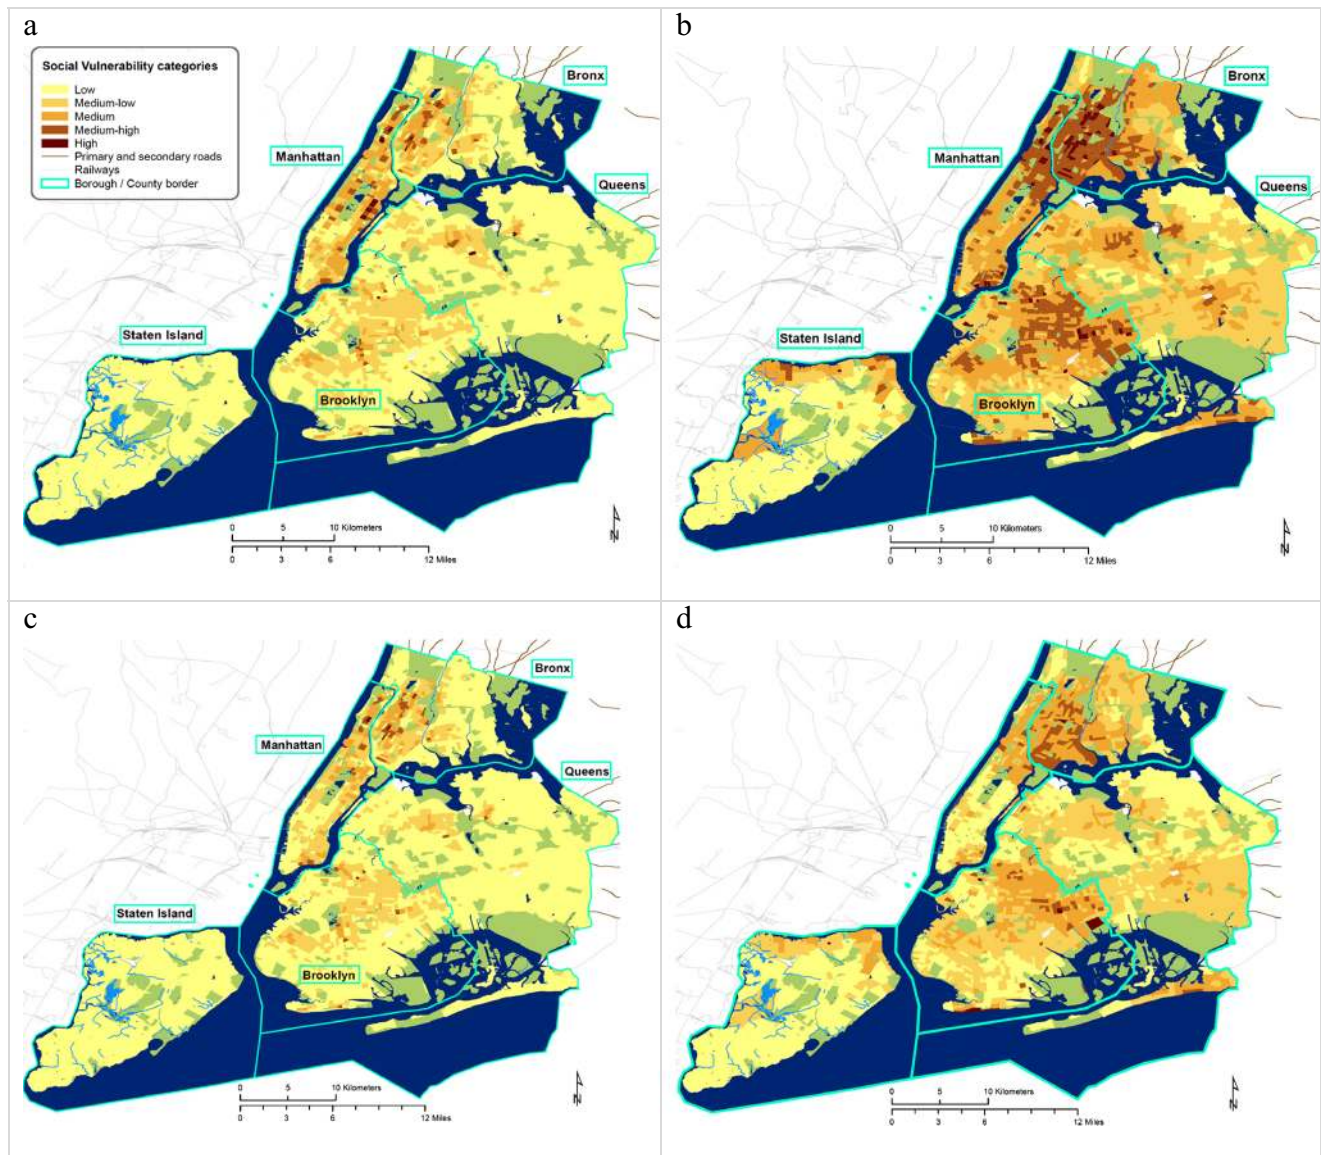 a
Social Vulnerability categories
Low
Medium-low
Medium
Medium-high
High
Primary and secondary roads
Railways
Borough / County border
Bronx
Manhattan
Queens
Staten Island
Brooklyn
0 5 10 Kilometers
0 3 6 12 Miles
N
b
Bronx
Manhattan
Queens
Staten Island
Brooklyn
0 5 10 Kilometers
0 3 6 12 Miles
N
c
Bronx
Manhattan
Queens
Staten Island
Brooklyn
0 5 10 Kilometers
0 3 6 12 Miles
N
d
0 5 10 Kilometers
0 3 6 12 Miles
N